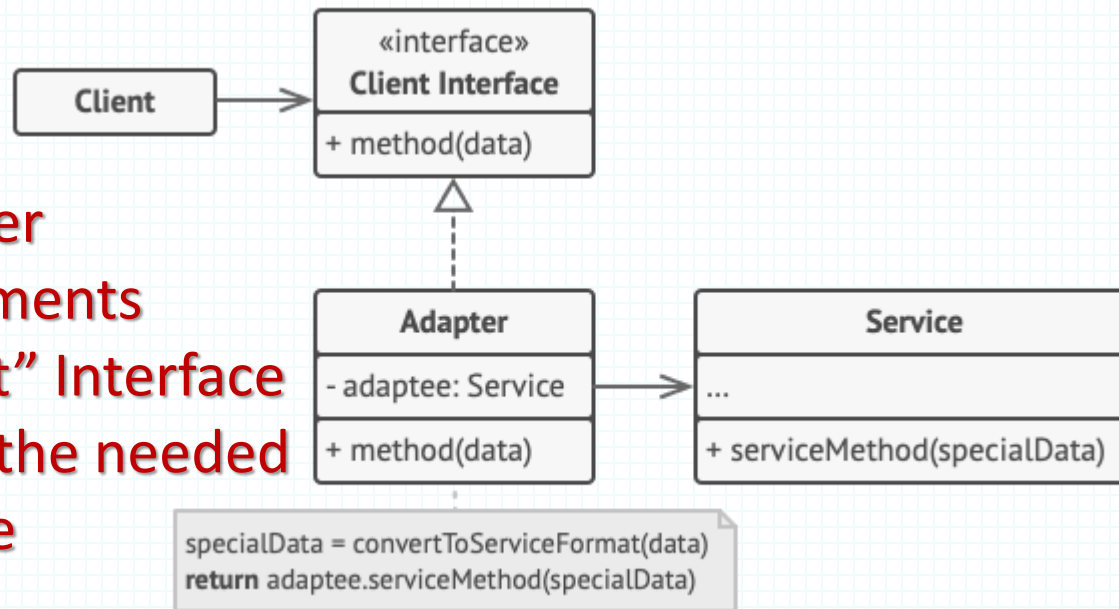 «interface»
Client Interface
+ method(data)
Client
er
ments
t” Interface
the needed
e
Adapter
- adaptee: Service
+ method(data)
Service
...
+ serviceMethod(specialData)
specialData = convertToServiceFormat(data)
return adaptee.serviceMethod(specialData)